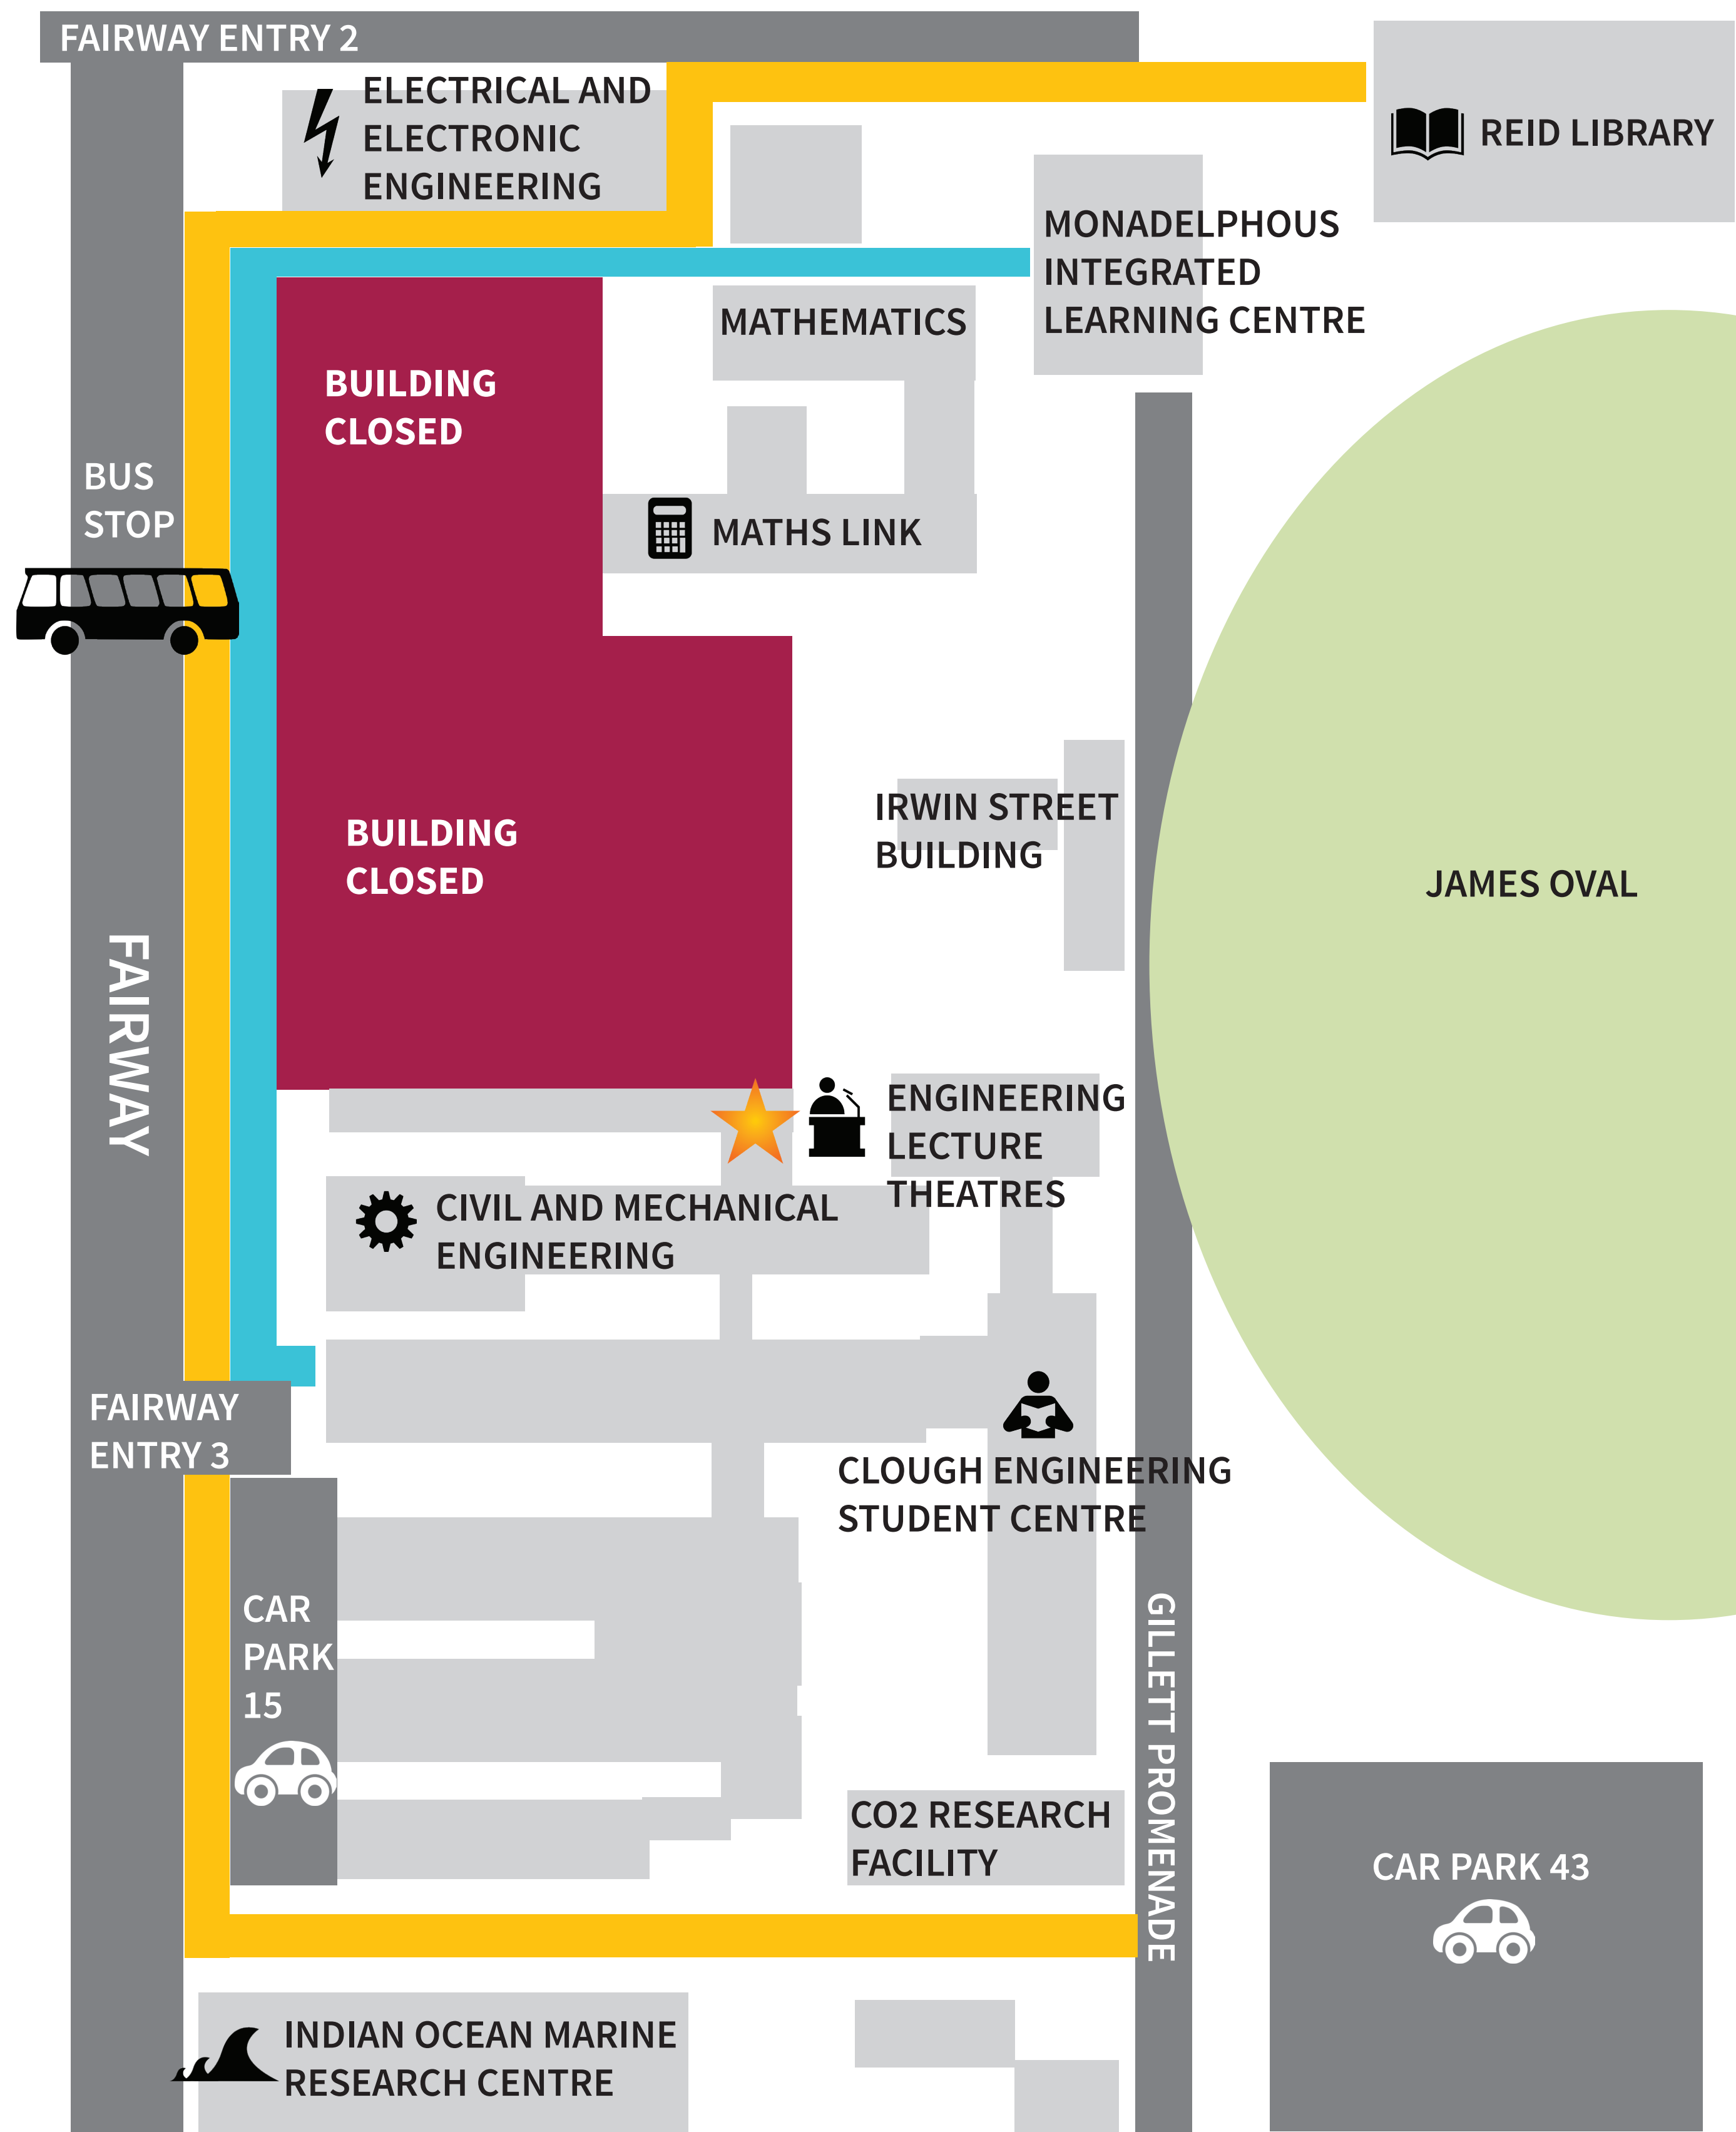 FAIRWAY ENTRY 2
ELECTRICAL AND
ELECTRONIC
ENGINEERING
REID LIBRARY
MONADELPHOUS
INTEGRATED
LEARNING CENTRE
MATHEMATICS
BUILDING
CLOSED
BUS
STOP
MATHS LINK
IRWIN STREET
BUILDING
BUILDING
CLOSED
JAMES OVAL
FAIRWAY
ENGINEERING
LECTURE
THEATRES
CIVIL AND MECHANICAL
ENGINEERING
FAIRWAY
ENTRY 3
CLOUGH ENGINEERING
STUDENT CENTRE
CAR
PARK
15
GILLETT PROMENADE
CO2 RESEARCH
FACILITY
CAR PARK 43
INDIAN OCEAN MARINE
RESEARCH CENTRE